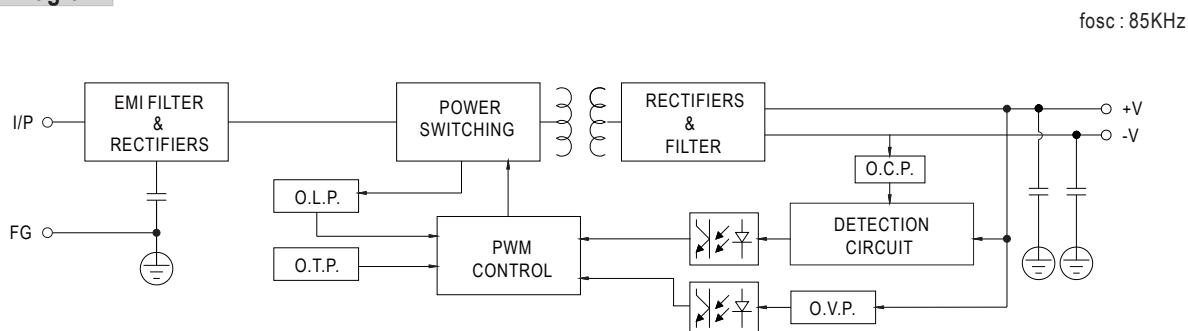 fosc : 85KHz
I/P
EMI FILTER
&
RECTIFIERS
POWER
SWITCHING
RECTIFIERS
&
FILTER
+V
-V
O.C.P.
O.L.P.
FG
PWM
CONTROL
DETECTION
CIRCUIT
O.T.P.
O.V.P.